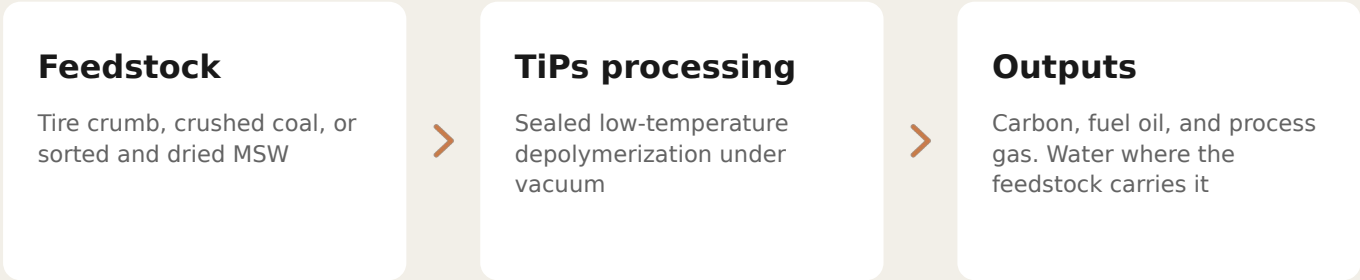 Feedstock
Tire crumb, crushed coal, or
sorted and dried MSW
TiPs processing
Sealed low-temperature
depolymerization under
vacuum
Outputs
Carbon, fuel oil, and process
gas. Water where the
feedstock carries it